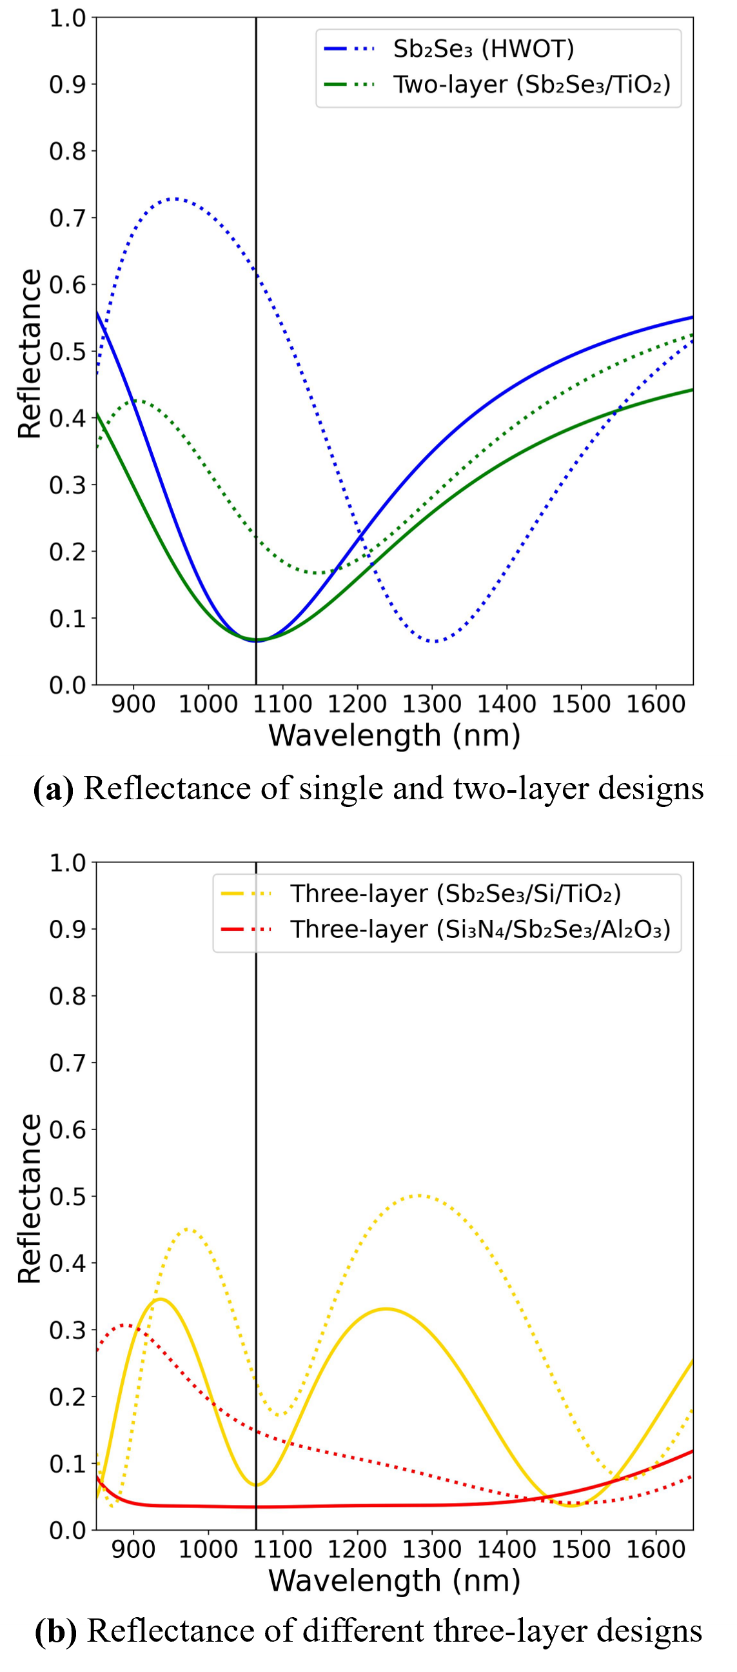 1.0
0.9
0.8
0.7
0.6
0.5
0.4
0.3
0.2
0.1
0.0
Reflectance
Sb₂Se₃ (HWOT)
Two-layer (Sb₂Se₃/TiO₂)
900 1000 1100 1200 1300 1400 1500 1600
Wavelength (nm)
(a) Reflectance of single and two-layer designs
1.0
0.9
0.8
0.7
0.6
0.5
0.4
0.3
0.2
0.1
0.0
Reflectance
Three-layer (Sb₂Se₃/Si/TiO₂)
Three-layer (Si₃N₄/Sb₂Se₃/Al₂O₃)
900 1000 1100 1200 1300 1400 1500 1600
Wavelength (nm)
(b) Reflectance of different three-layer designs